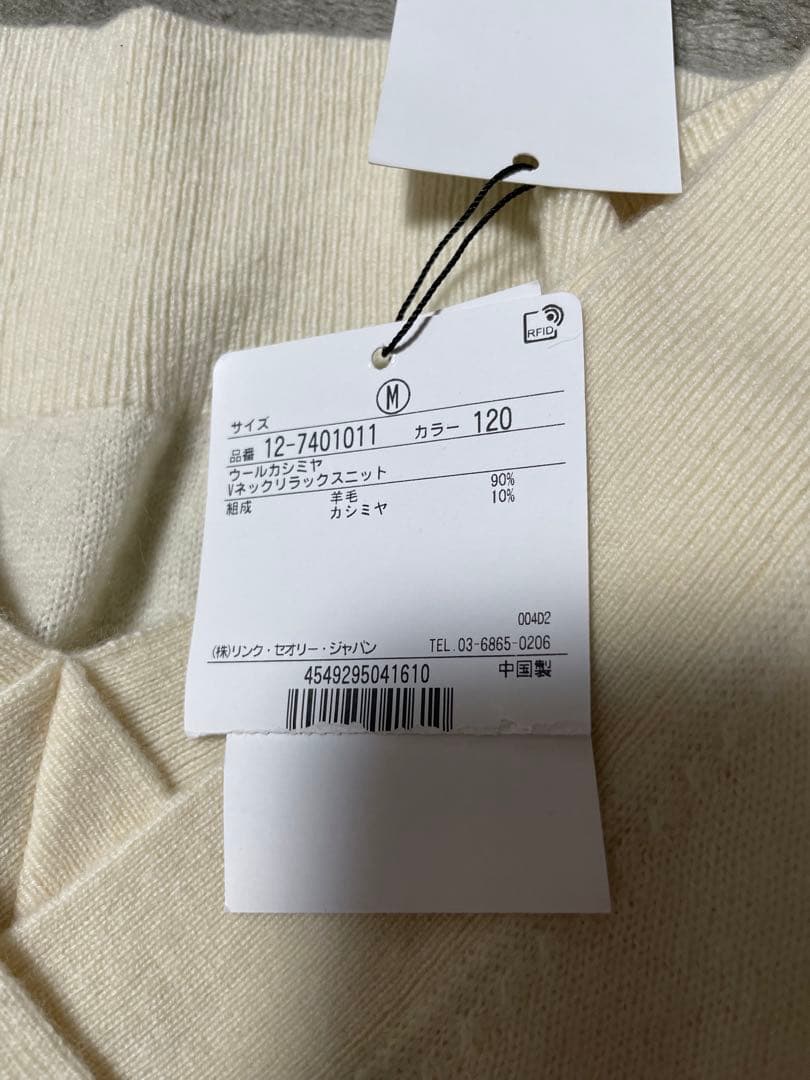 RFID
サイズ M
品番 12-7401011 カラー 120
ウールカシミヤ
Vネックリラックスニット
組成 羊毛 90%
カシミヤ 10%
004D2
(株)リンク・セオリー・ジャパン TEL.03-6865-0206
4549295041610 中国製